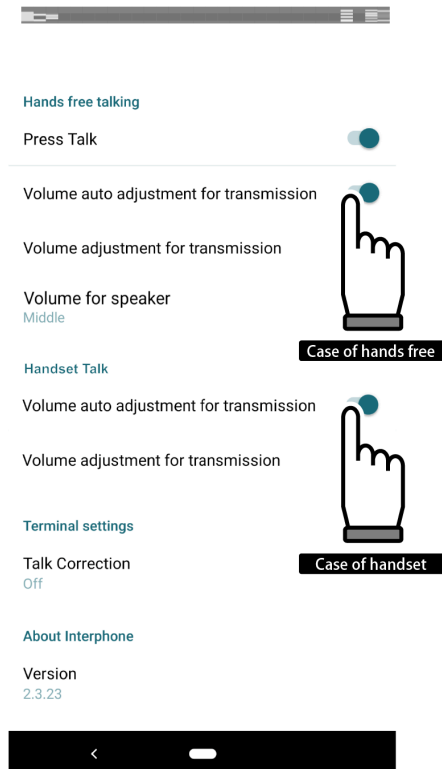 Hands free talking
Press Talk
Volume auto adjustment for transmission
Volume adjustment for transmission
Volume for speaker
Middle
Case of hands free
Handset Talk
Volume auto adjustment for transmission
Volume adjustment for transmission
Terminal settings
Case of handset
Talk Correction
Off
About Interphone
Version
2.3.23